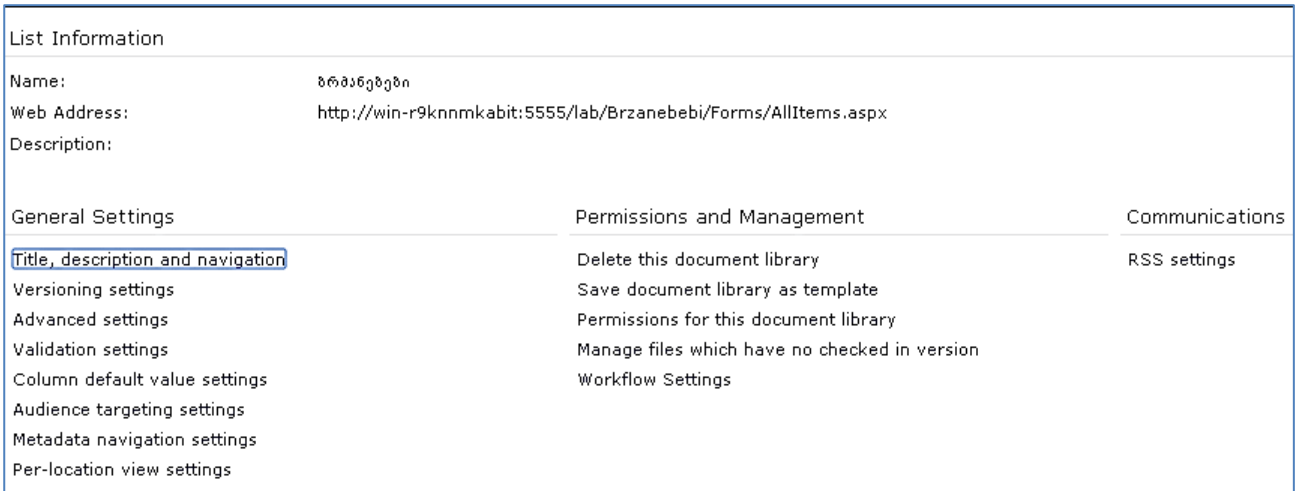 List Information
Name: ბრძანებები
Web Address: http://win-r9knnmkabit:5555/lab/Brzanebebi/Forms/AllItems.aspx
Description:
General Settings Permissions and Management Communications
Title, description and navigation Delete this document library RSS settings
Versioning settings Save document library as template
Advanced settings Permissions for this document library
Validation settings Manage files which have no checked in version
Column default value settings Workflow Settings
Audience targeting settings
Metadata navigation settings
Per-location view settings